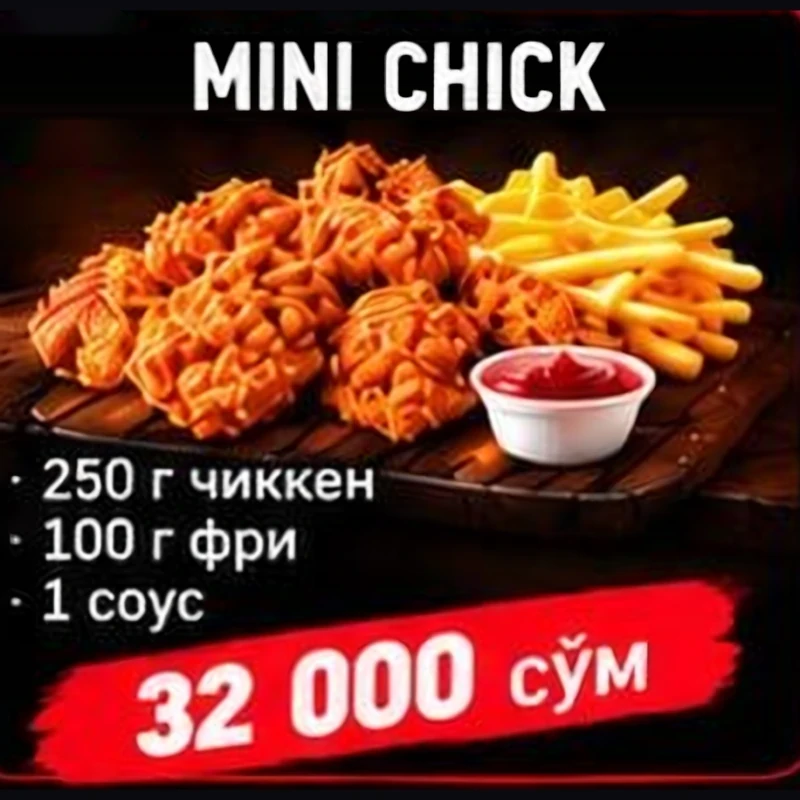 MINI CHICK
· 250 г чиккен
· 100 г фри
· 1 соус
32 000 сўм